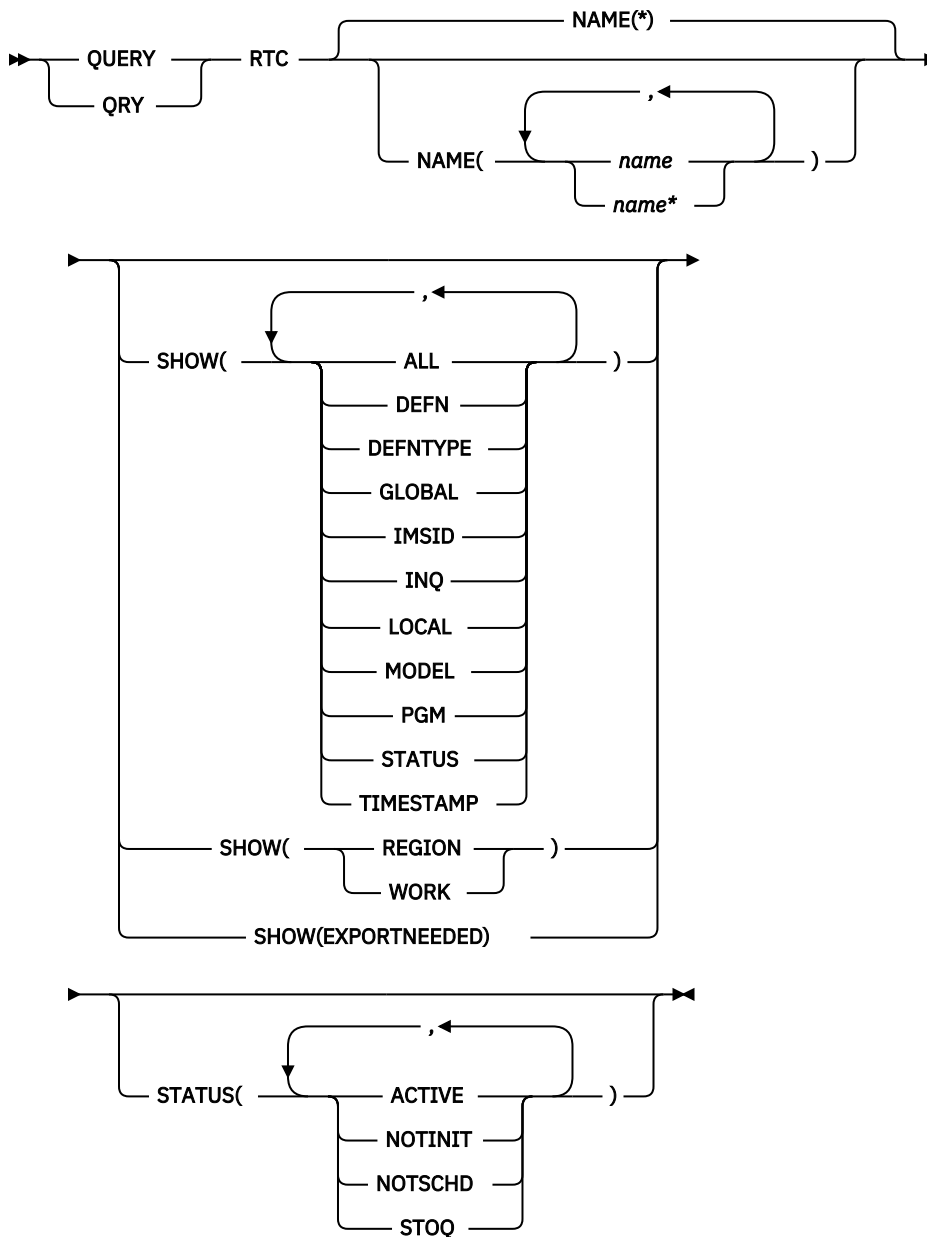 NAME(*)
QUERY RTC
QRY
,
NAME( name )
name*
,
SHOW( ALL )
DEFN
DEFNTYPE
GLOBAL
IMSID
INQ
LOCAL
MODEL
PGM
STATUS
TIMESTAMP
SHOW( REGION )
WORK
SHOW(EXPORTNEEDED)
,
STATUS( ACTIVE )
NOTINIT
NOTSCHD
STOQ